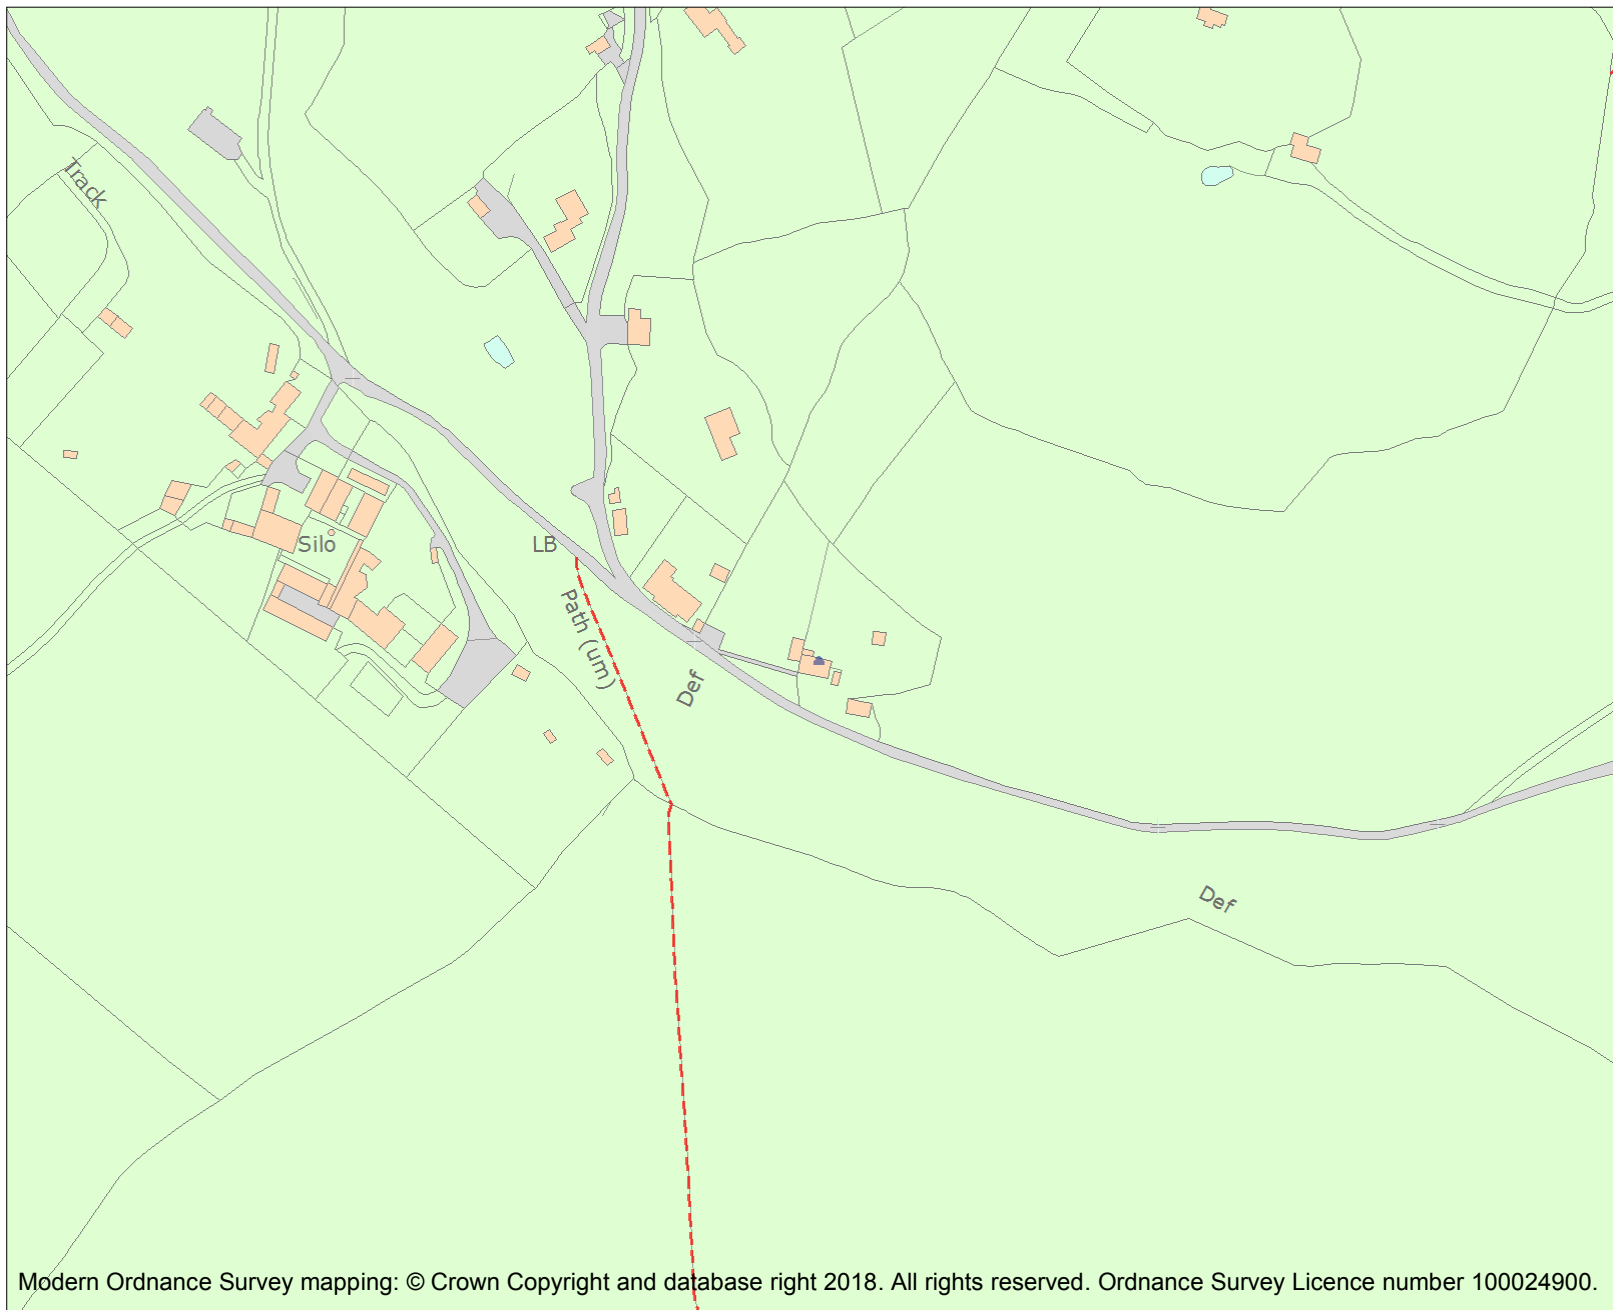 Track
LB
Silo
Path (um)
Def
Def
Modern Ordnance Survey mapping: © Crown Copyright and database right 2018. All rights reserved. Ordnance Survey Licence number 100024900.